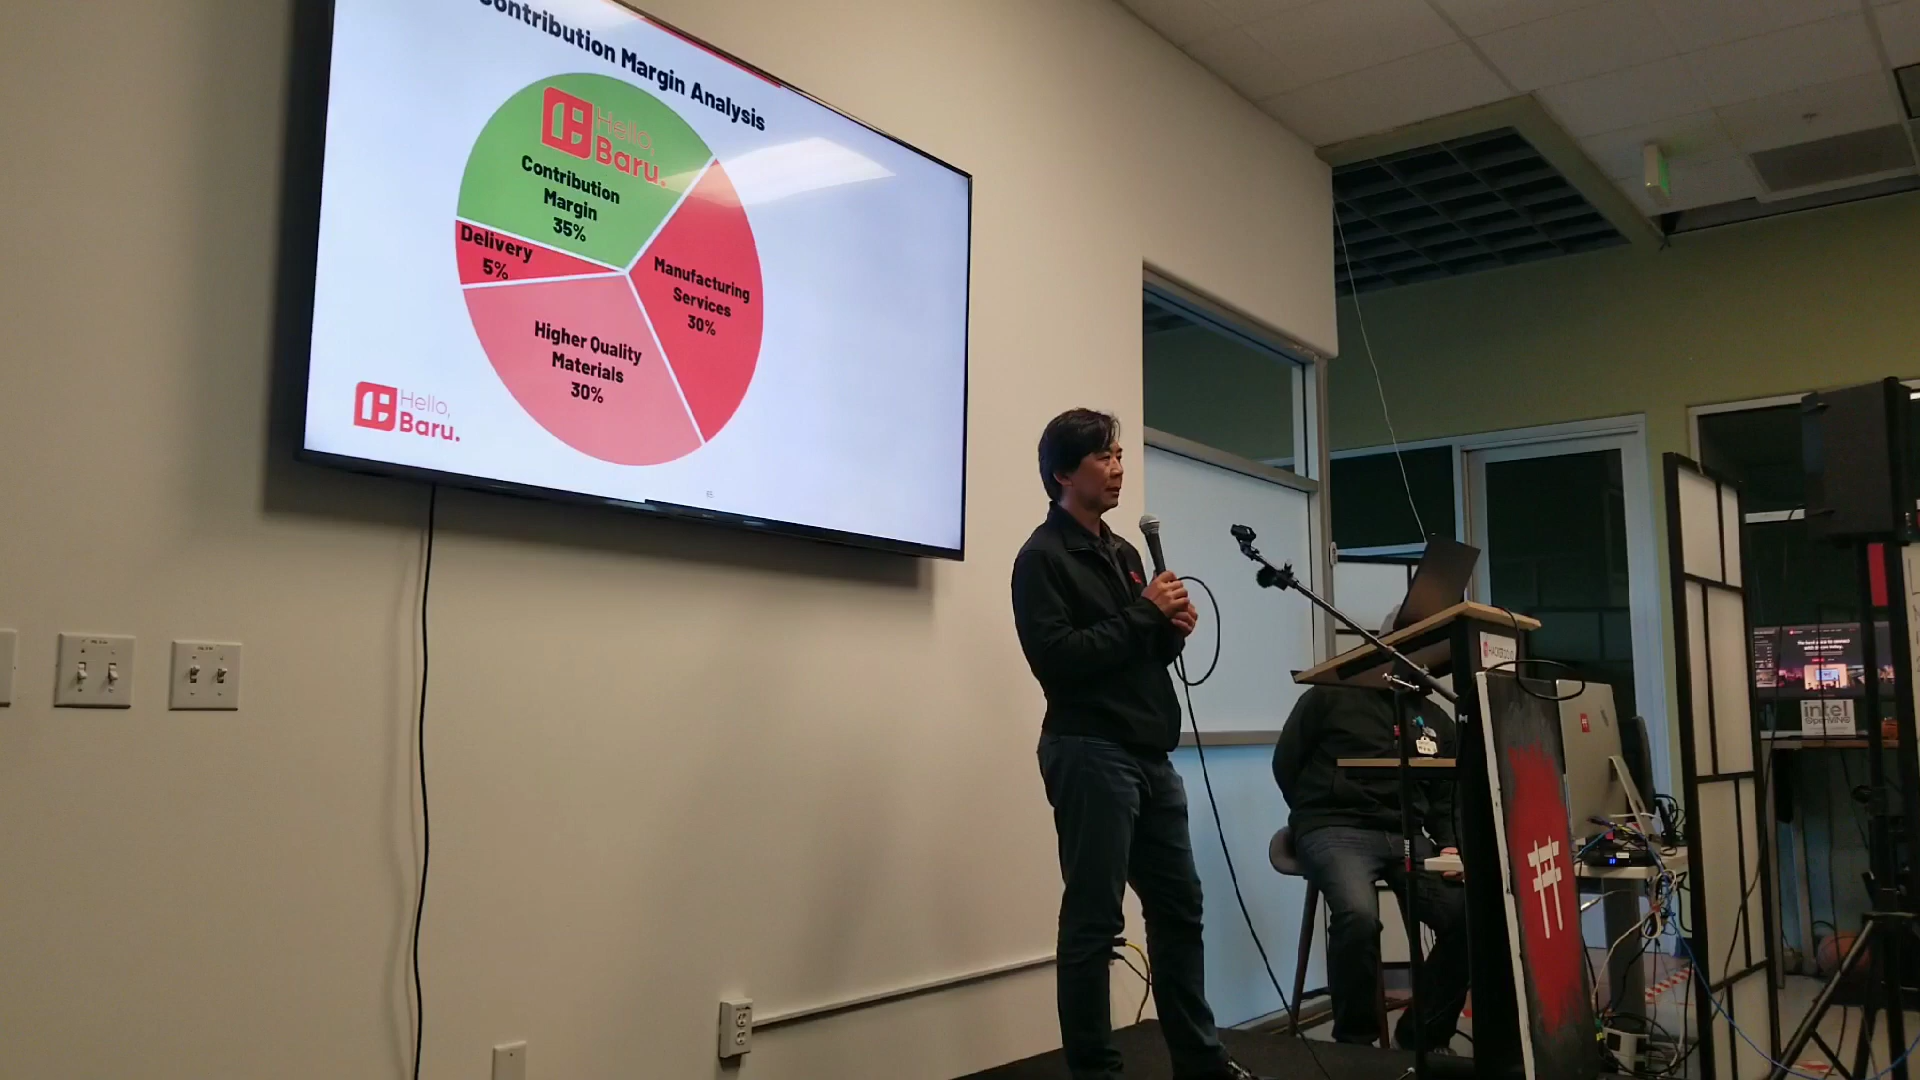 Contribution Margin Analysis
Hello,
Baru.
Contribution
Margin
35%
Delivery
5%
Manufacturing
Services
30%
Higher Quality
Materials
30%
Hello,
Baru.
intel